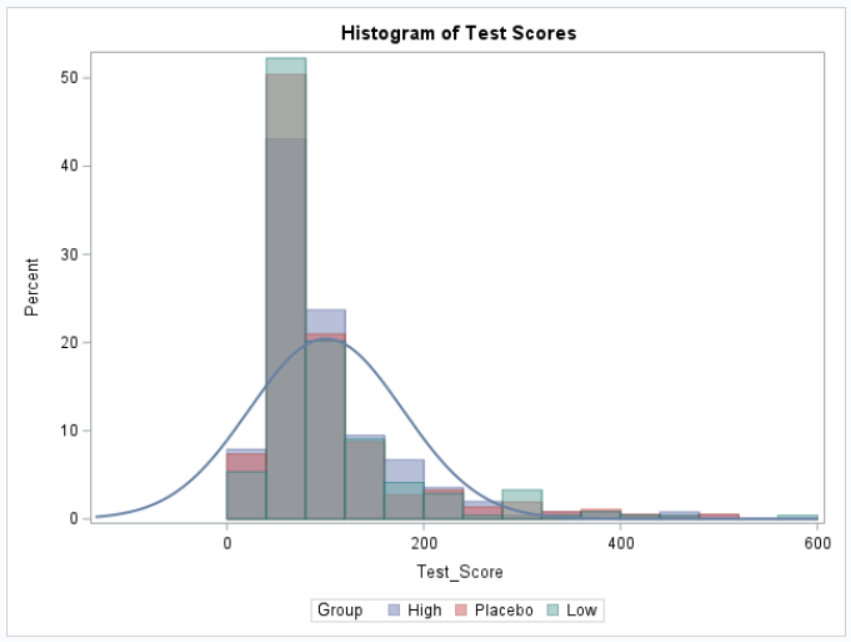 Histogram of Test Scores
50
40
30
20
10
0
Percent
0 200 400 600
Test_Score
Group High Placebo Low